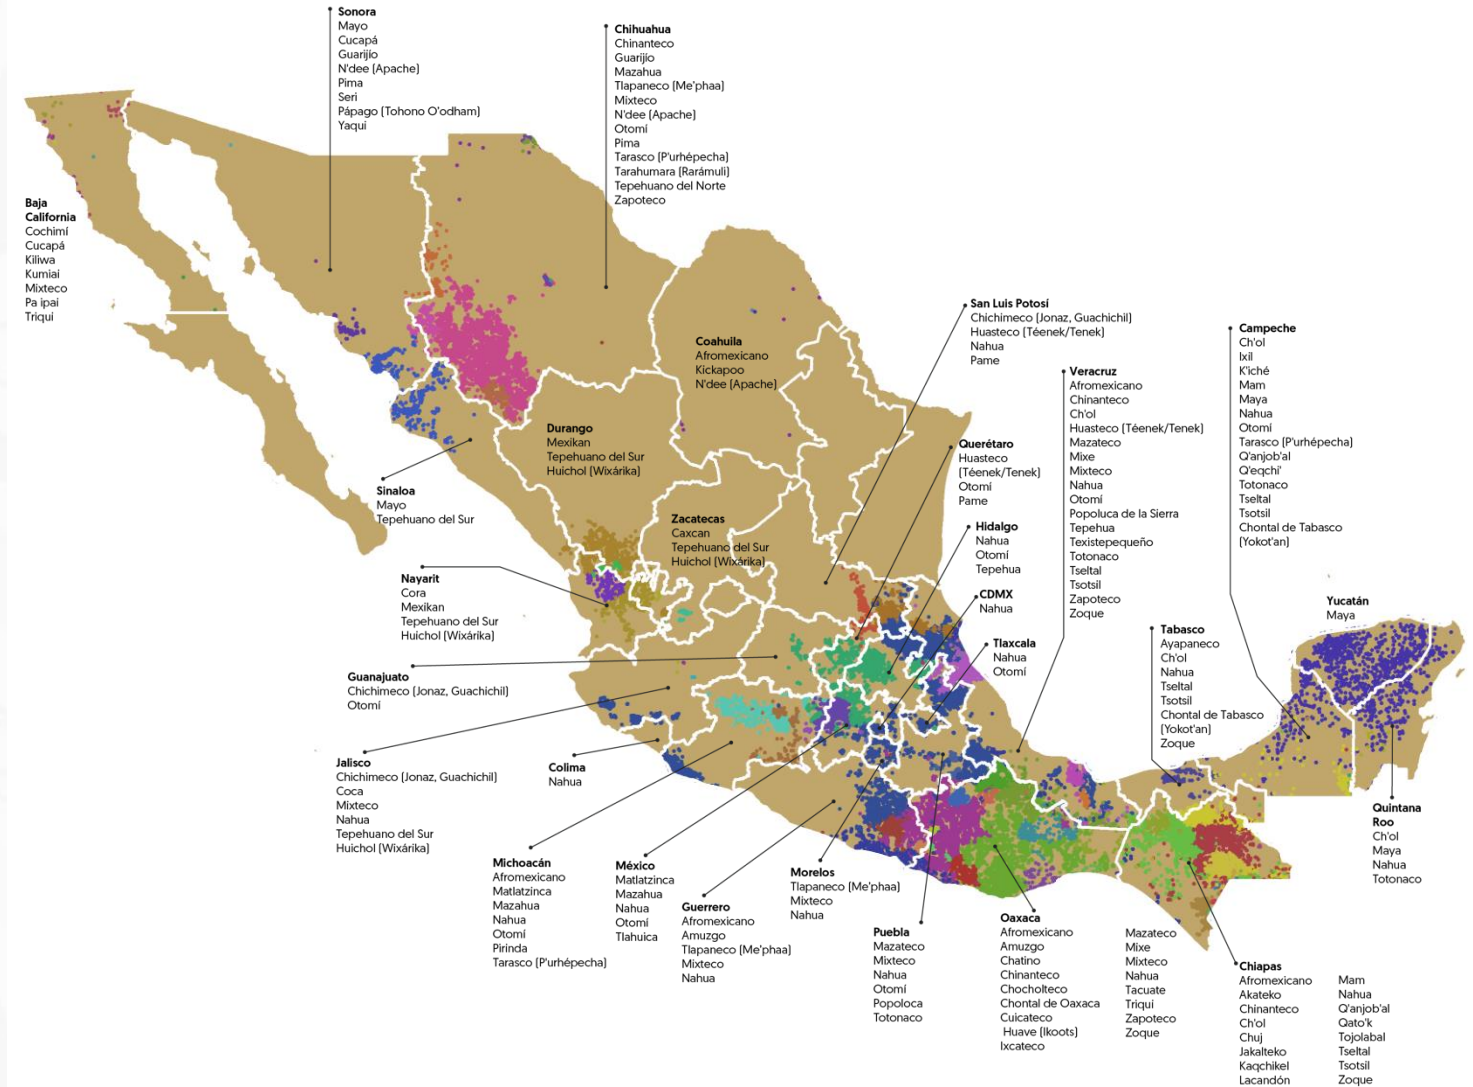 Sonora
Mayo
Cucapá
Guarijío
N'dee (Apache)
Pima
Seri
Pápago (Tohono O'odham)
Yaqui
Chihuahua
Chinanteco
Guarijío
Mazahua
Tlapaneco (Me'phaa)
Mixteco
N'dee (Apache)
Otomí
Pima
Tarasco (P'urhépecha)
Tarahumara (Rarámuli)
Tepehuano del Norte
Zapoteco
Baja
California
Cochimí
Cucapá
Kiliwa
Kumiai
Mixteco
Pa ipai
Triqui
Coahuila
Afromexicano
Kickapoo
N'dee (Apache)
San Luis Potosí
Chichimeco (Jonaz, Guachichil)
Huasteco (Téenek/Tenek)
Nahua
Pame
Campeche
Ch'ol
Ixil
K'iché
Mam
Maya
Nahua
Otomí
Tarasco (P'urhépecha)
Q'anjob'al
Q'eqchi'
Totonaco
Tseltal
Tsotsil
Chontal de Tabasco
(Yokot'an)
Veracruz
Afromexicano
Chinanteco
Ch'ol
Huasteco (Téenek/Tenek)
Mazateco
Mixe
Mixteco
Nahua
Otomí
Popoluca de la Sierra
Tepehua
Texistepequeño
Totonaco
Tseltal
Tsotsil
Zapoteco
Zoque
Durango
Mexikan
Tepehuano del Sur
Huichol (Wixárika)
Querétaro
Huasteco
(Téenek/Tenek)
Otomí
Pame
Sinaloa
Mayo
Tepehuano del Sur
Zacatecas
Caxcan
Tepehuano del Sur
Huichol (Wixárika)
Hidalgo
Nahua
Otomí
Tepehua
Nayarit
Cora
Mexikan
Tepehuano del Sur
Huichol (Wixárika)
CDMX
Nahua
Yucatán
Maya
Tlaxcala
Nahua
Otomí
Tabasco
Ayapaneco
Ch'ol
Nahua
Tseltal
Tsotsil
Chontal de Tabasco
(Yokot'an)
Zoque
Guanajuato
Chichimeco (Jonaz, Guachichil)
Otomí
Jalisco
Chichimeco (Jonaz, Guachichil)
Coca
Mixteco
Nahua
Tepehuano del Sur
Huichol (Wixárika)
Colima
Nahua
Quintana
Roo
Ch'ol
Maya
Nahua
Totonaco
Michoacán
Afromexicano
Matlatzinca
Mazahua
Nahua
Otomí
Pirinda
Tarasco (P'urhépecha)
México
Matlatzinca
Mazahua
Nahua
Otomí
Tlahuica
Guerrero
Afromexicano
Amuzgo
Tlapaneco (Me'phaa)
Mixteco
Nahua
Morelos
Tlapaneco (Me'phaa)
Mixteco
Nahua
Puebla
Mazateco
Mixteco
Nahua
Otomí
Popoloca
Totonaco
Oaxaca
Afromexicano
Amuzgo
Chatino
Chinanteco
Chocholteco
Chontal de Oaxaca
Cuicateco
Huave (Ikoots)
Ixcateco
Mazateco
Mixe
Mixteco
Nahua
Tacuate
Triqui
Zapoteco
Zoque
Chiapas
Afromexicano
Akateko
Chinanteco
Ch'ol
Chuj
Jakalteko
Kaqchikel
Lacandón
Mam
Nahua
Q'anjob'al
Qato'k
Tojolabal
Tseltal
Tsotsil
Zoque